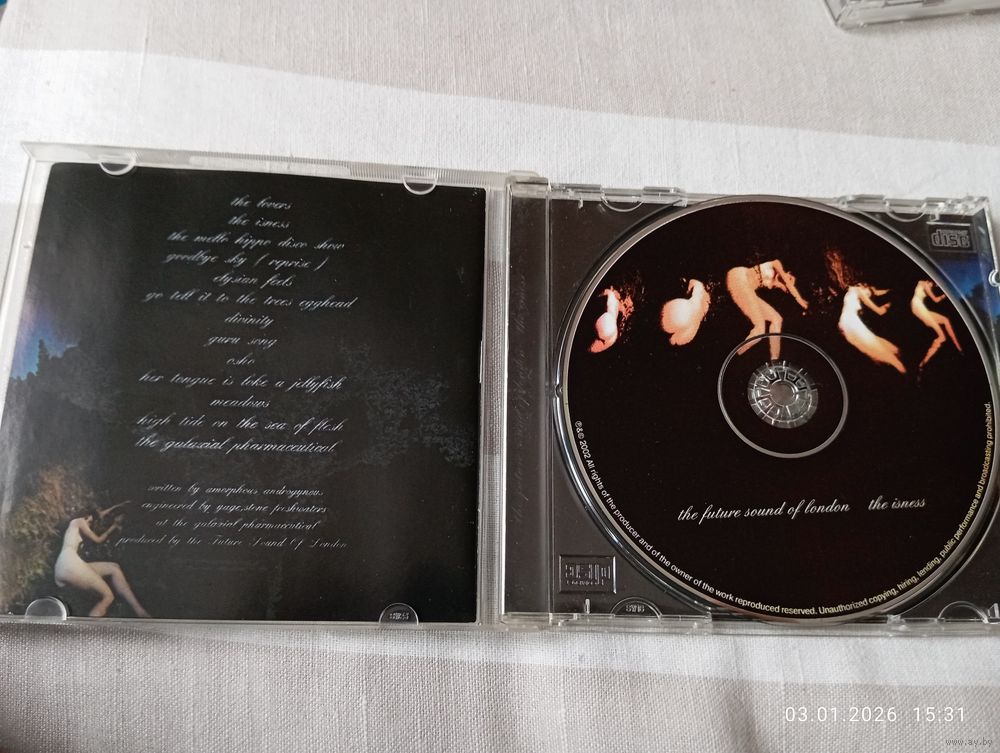 the lovers
the isness
the mello hippo disco show
goodbye sky ( reprise )
elysian feels
go tell it to the trees egghead
divinity
guru song
osho
her tongue is like a jellyfish
meadows
high tide on the sea of flesh
the galaxial pharmaceutical
written by amorphous androgynous
engineered by yage, stone freshwaters
at the galaxial pharmaceutical
produced by the Future Sound Of London
disc
disc
the future sound of london the isness
℗&© 2002 All rights of the producer and of the owner of the work reproduced reserved. Unauthorized copying, hiring, lending, public performance and broadcasting prohibited.
03.01.2026 15:31
www.ay.by